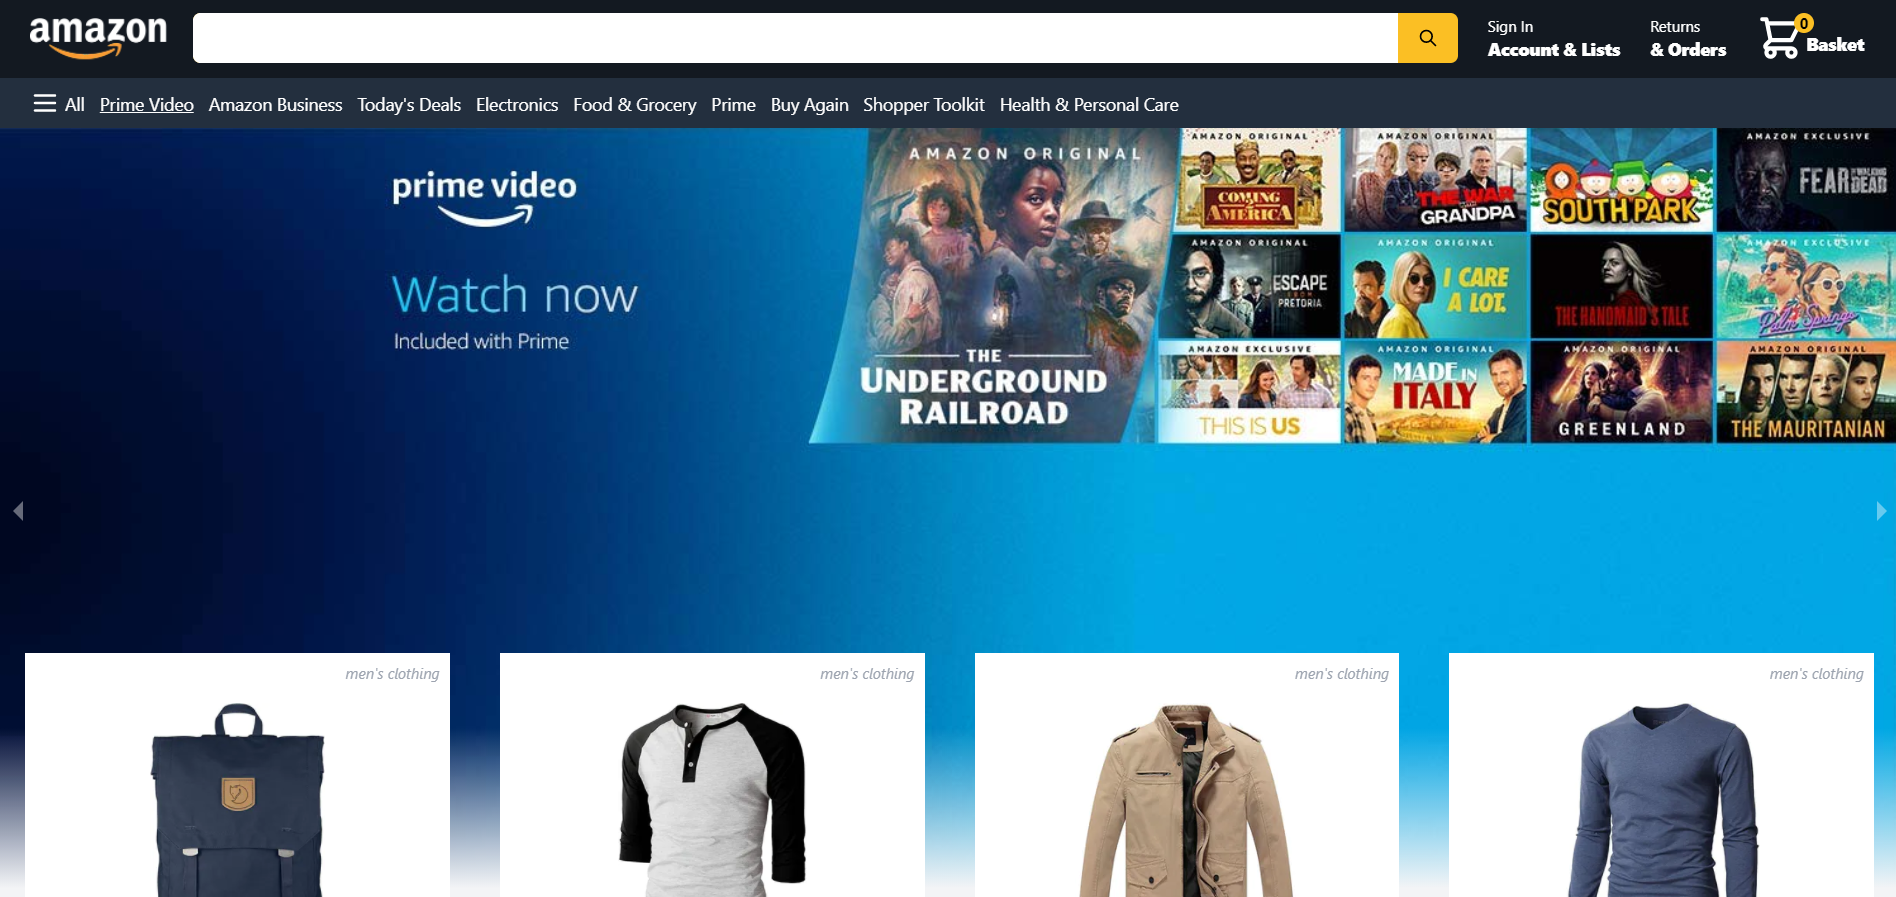 amazon
Sign In
Account & Lists
Returns
& Orders
0
Basket
All Prime Video Amazon Business Today's Deals Electronics Food & Grocery Prime Buy Again Shopper Toolkit Health & Personal Care
prime video
Watch now
Included with Prime
AMAZON ORIGINAL
THE
UNDERGROUND
RAILROAD
AMAZON ORIGINAL
COMING
2
AMERICA
AMAZON ORIGINAL
THE WAR
GRANDPA
AMAZON ORIGINAL
SOUTH PARK
AMAZON EXCLUSIVE
FEAR THE WALKING DEAD
AMAZON ORIGINAL
ESCAPE
FROM
PRETORIA
AMAZON ORIGINAL
I CARE
A LOT.
THE HANDMAID'S TALE
AMAZON EXCLUSIVE
Palm Springs
AMAZON EXCLUSIVE
THIS IS US
AMAZON ORIGINAL
MADE IN
ITALY
AMAZON ORIGINAL
GREENLAND
AMAZON ORIGINAL
THE MAURITANIAN
men's clothing
men's clothing
men's clothing
men's clothing